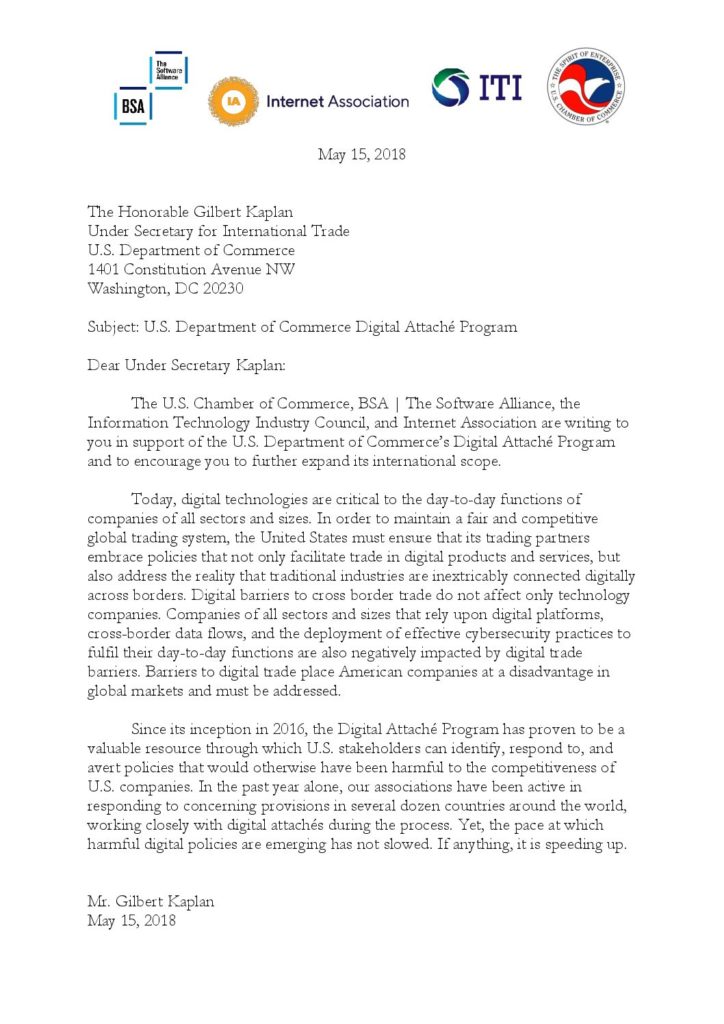 The
Software
Alliance
BSA
IA
Internet Association
ITI
THE SPIRIT OF ENTERPRISE
U.S. CHAMBER OF COMMERCE
May 15, 2018
The Honorable Gilbert Kaplan
Under Secretary for International Trade
U.S. Department of Commerce
1401 Constitution Avenue NW
Washington, DC 20230
Subject: U.S. Department of Commerce Digital Attaché Program
Dear Under Secretary Kaplan:
The U.S. Chamber of Commerce, BSA | The Software Alliance, the
Information Technology Industry Council, and Internet Association are writing to
you in support of the U.S. Department of Commerce’s Digital Attaché Program
and to encourage you to further expand its international scope.
Today, digital technologies are critical to the day-to-day functions of
companies of all sectors and sizes. In order to maintain a fair and competitive
global trading system, the United States must ensure that its trading partners
embrace policies that not only facilitate trade in digital products and services, but
also address the reality that traditional industries are inextricably connected digitally
across borders. Digital barriers to cross border trade do not affect only technology
companies. Companies of all sectors and sizes that rely upon digital platforms,
cross-border data flows, and the deployment of effective cybersecurity practices to
fulfil their day-to-day functions are also negatively impacted by digital trade
barriers. Barriers to digital trade place American companies at a disadvantage in
global markets and must be addressed.
Since its inception in 2016, the Digital Attaché Program has proven to be a
valuable resource through which U.S. stakeholders can identify, respond to, and
avert policies that would otherwise have been harmful to the competitiveness of
U.S. companies. In the past year alone, our associations have been active in
responding to concerning provisions in several dozen countries around the world,
working closely with digital attachés during the process. Yet, the pace at which
harmful digital policies are emerging has not slowed. If anything, it is speeding up.
Mr. Gilbert Kaplan
May 15, 2018